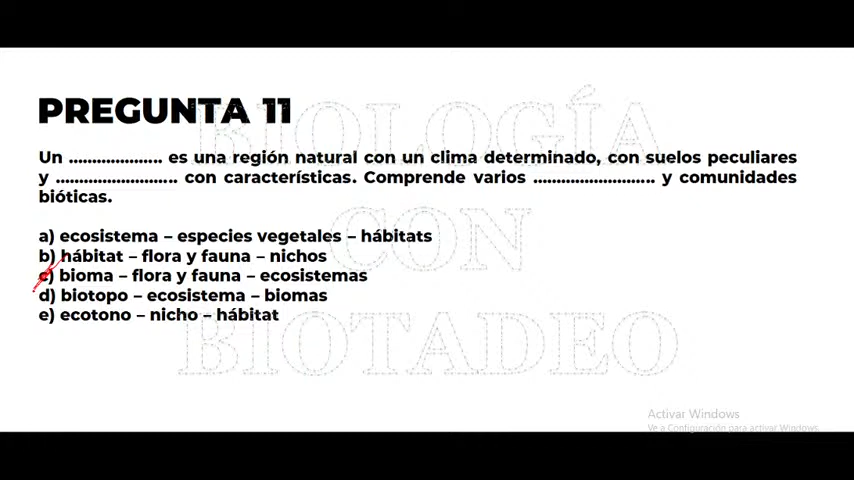 BIOLOGÍA
CON
BIOTADEO
PREGUNTA 11
Un ..................... es una región natural con un clima determinado, con suelos peculiares
y ............................ con características. Comprende varios ............................ y comunidades
bióticas.
a) ecosistema – especies vegetales – hábitats
b) hábitat – flora y fauna – nichos
c) bioma – flora y fauna – ecosistemas
d) biotopo – ecosistema – biomas
e) ecotono – nicho – hábitat
Activar Windows
Ve a Configuración para activar Windows.